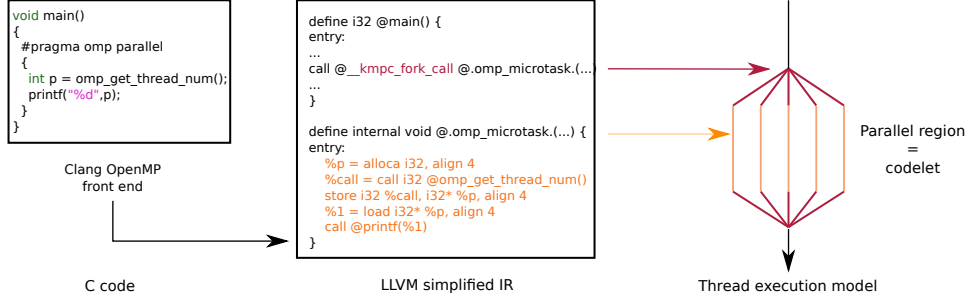 void main()
{
#pragma omp parallel
{
int p = omp_get_thread_num();
printf("%d",p);
}
}
Clang OpenMP
front end
C code
define i32 @main() {
entry:
...
call @__kmpc_fork_call @.omp_microtask.(...)
...
}
define internal void @.omp_microtask.(...) {
entry:
%p = alloca i32, align 4
%call = call i32 @omp_get_thread_num()
store i32 %call, i32* %p, align 4
%1 = load i32* %p, align 4
call @printf(%1)
}
LLVM simplified IR
Parallel region
=
codelet
Thread execution model